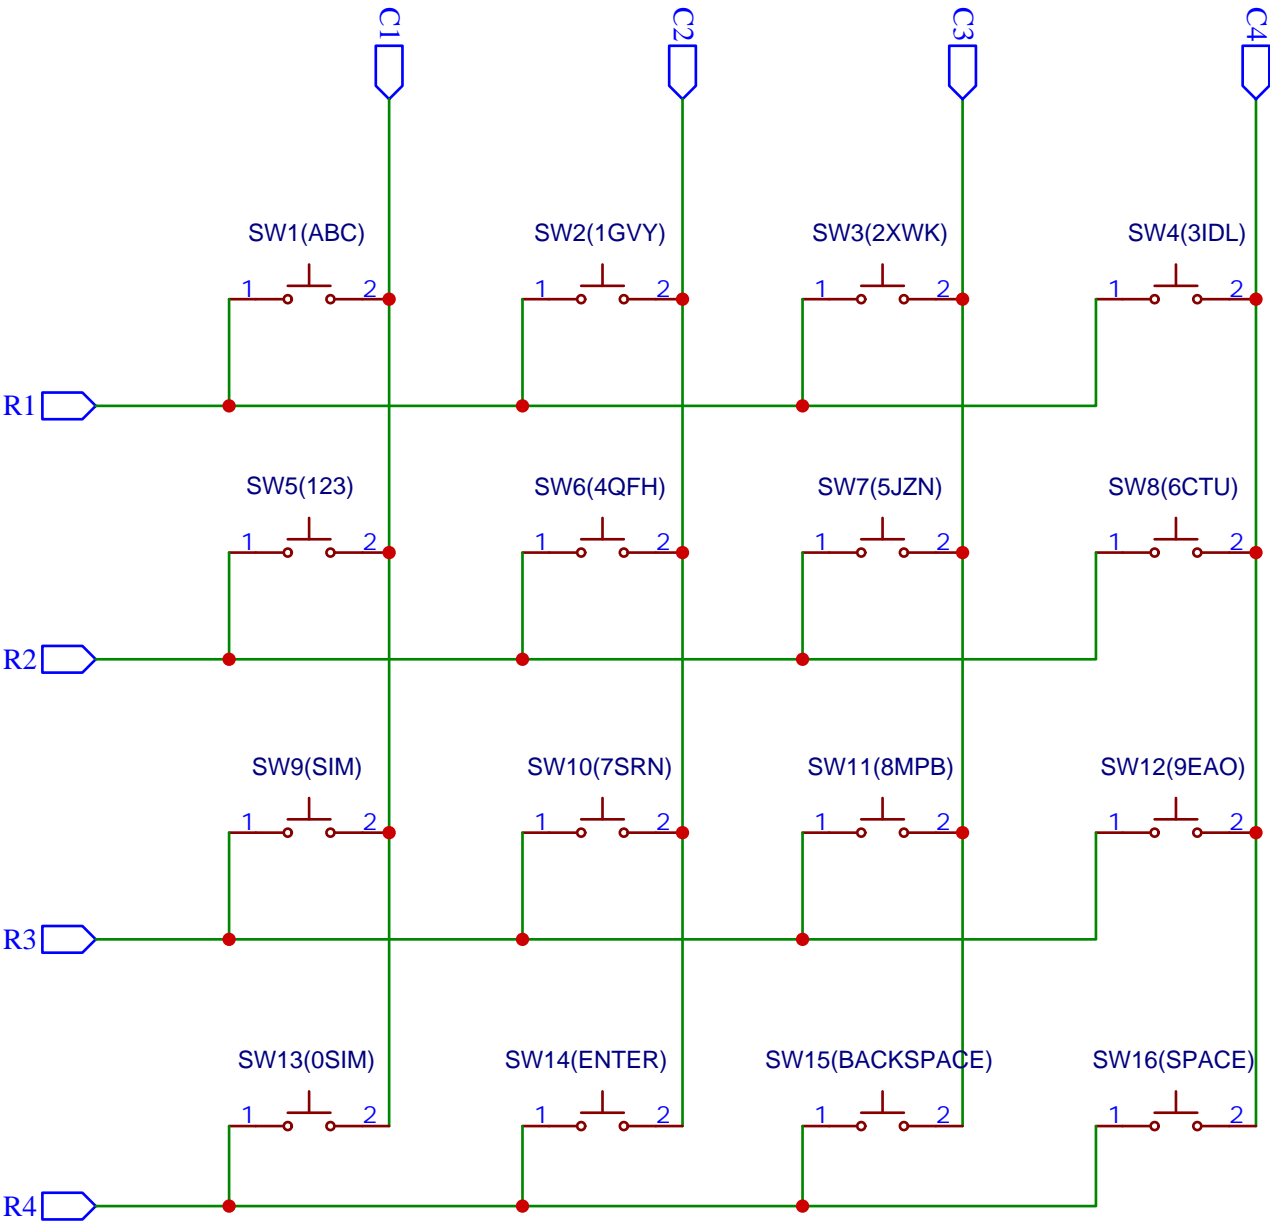 C1 C2 C3 C4
SW1(ABC) SW2(1GVY) SW3(2XWK) SW4(3IDL)
1 2 1 2 1 2 1 2
R1
SW5(123) SW6(4QFH) SW7(5JZN) SW8(6CTU)
1 2 1 2 1 2 1 2
R2
SW9(SIM) SW10(7SRN) SW11(8MPB) SW12(9EAO)
1 2 1 2 1 2 1 2
R3
SW13(0SIM) SW14(ENTER) SW15(BACKSPACE) SW16(SPACE)
1 2 1 2 1 2 1 2
R4